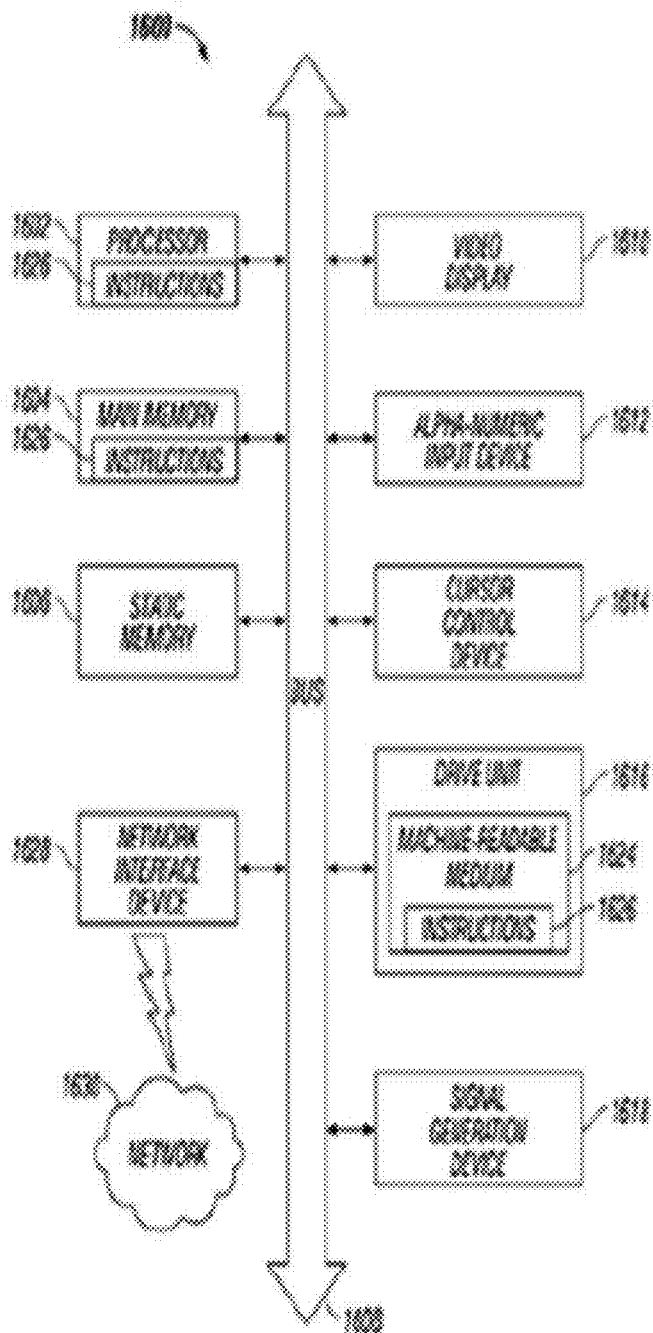 1600
1602
PROCESSOR
1626
INSTRUCTIONS
VIDEO
DISPLAY
1610
1604
MAIN MEMORY
1626
INSTRUCTIONS
ALPHA-NUMERIC
INPUT DEVICE
1612
1606
STATIC
MEMORY
CURSOR
CONTROL
DEVICE
1614
BUS
DRIVE UNIT
1616
MACHINE-READABLE
MEDIUM
1624
INSTRUCTIONS
1626
NETWORK
INTERFACE
DEVICE
1630
NETWORK
SIGNAL
GENERATION
DEVICE
1618